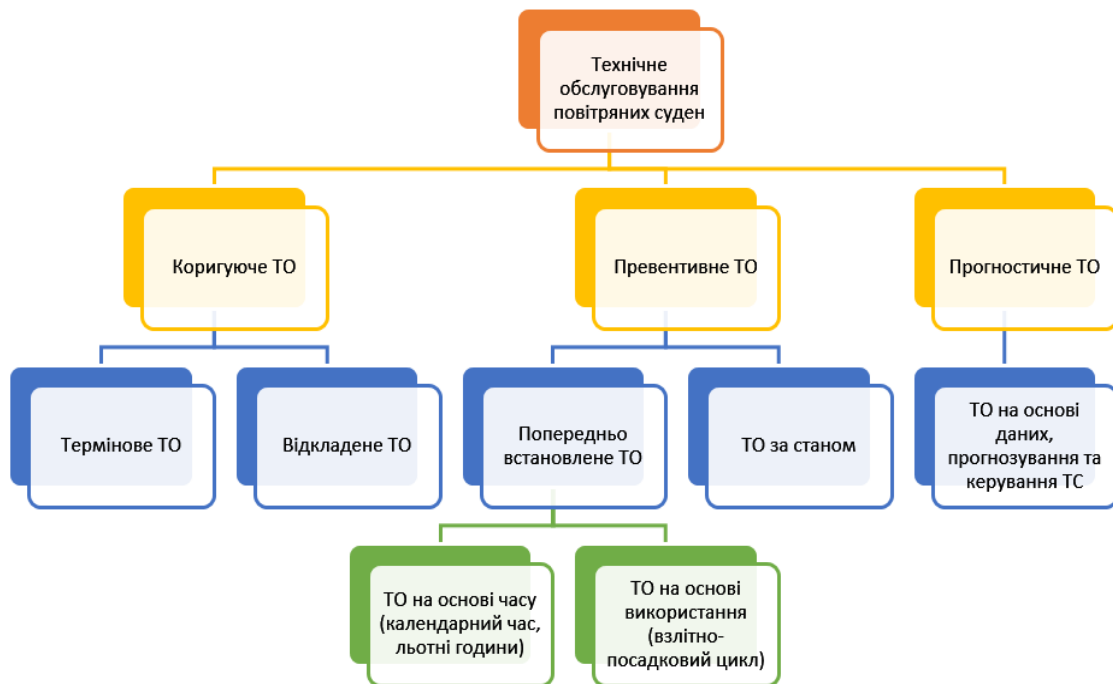 Технічне
обслуговування
повітряних суден
Коригуюче ТО
Превентивне ТО
Прогностичне ТО
Термінове ТО
Відкладене ТО
Попередньо
встановлене ТО
ТО за станом
ТО на основі
даних,
прогнозування та
керування ТС
ТО на основі часу
(календарний час,
льотні години)
ТО на основі
використання
(взлітно-
посадковий цикл)